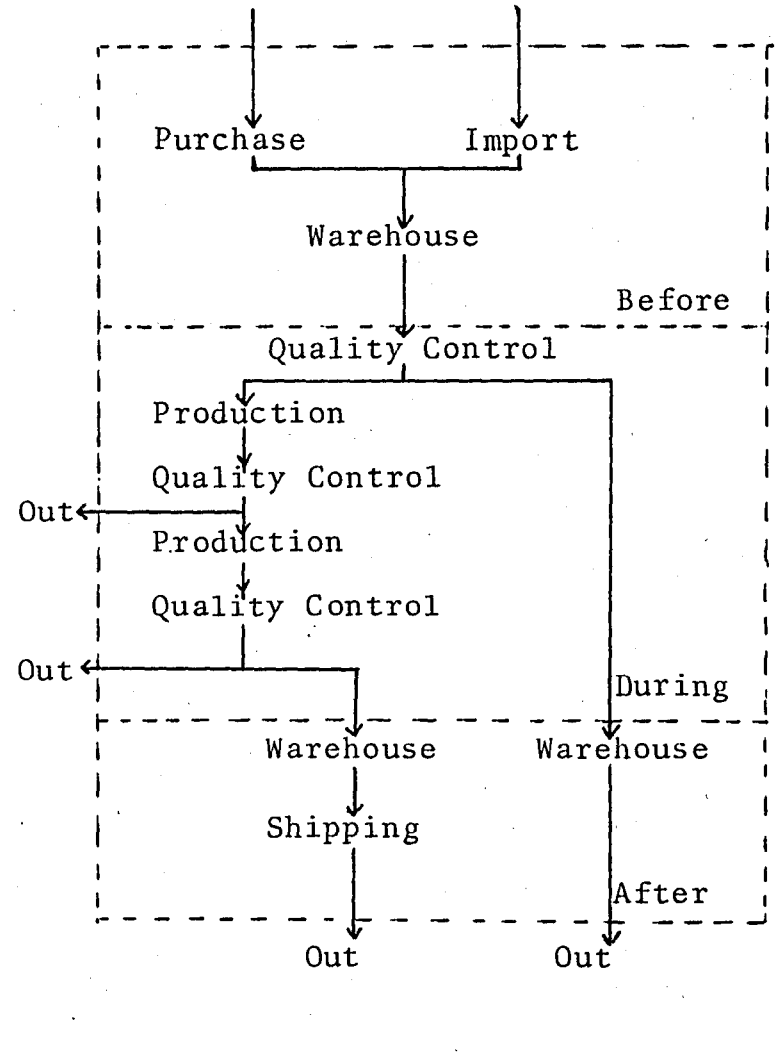 Purchase
Import
Warehouse
Before
Quality Control
Production
Quality Control
Out
Production
Quality Control
Out
During
Warehouse
Warehouse
Shipping
After
Out
Out